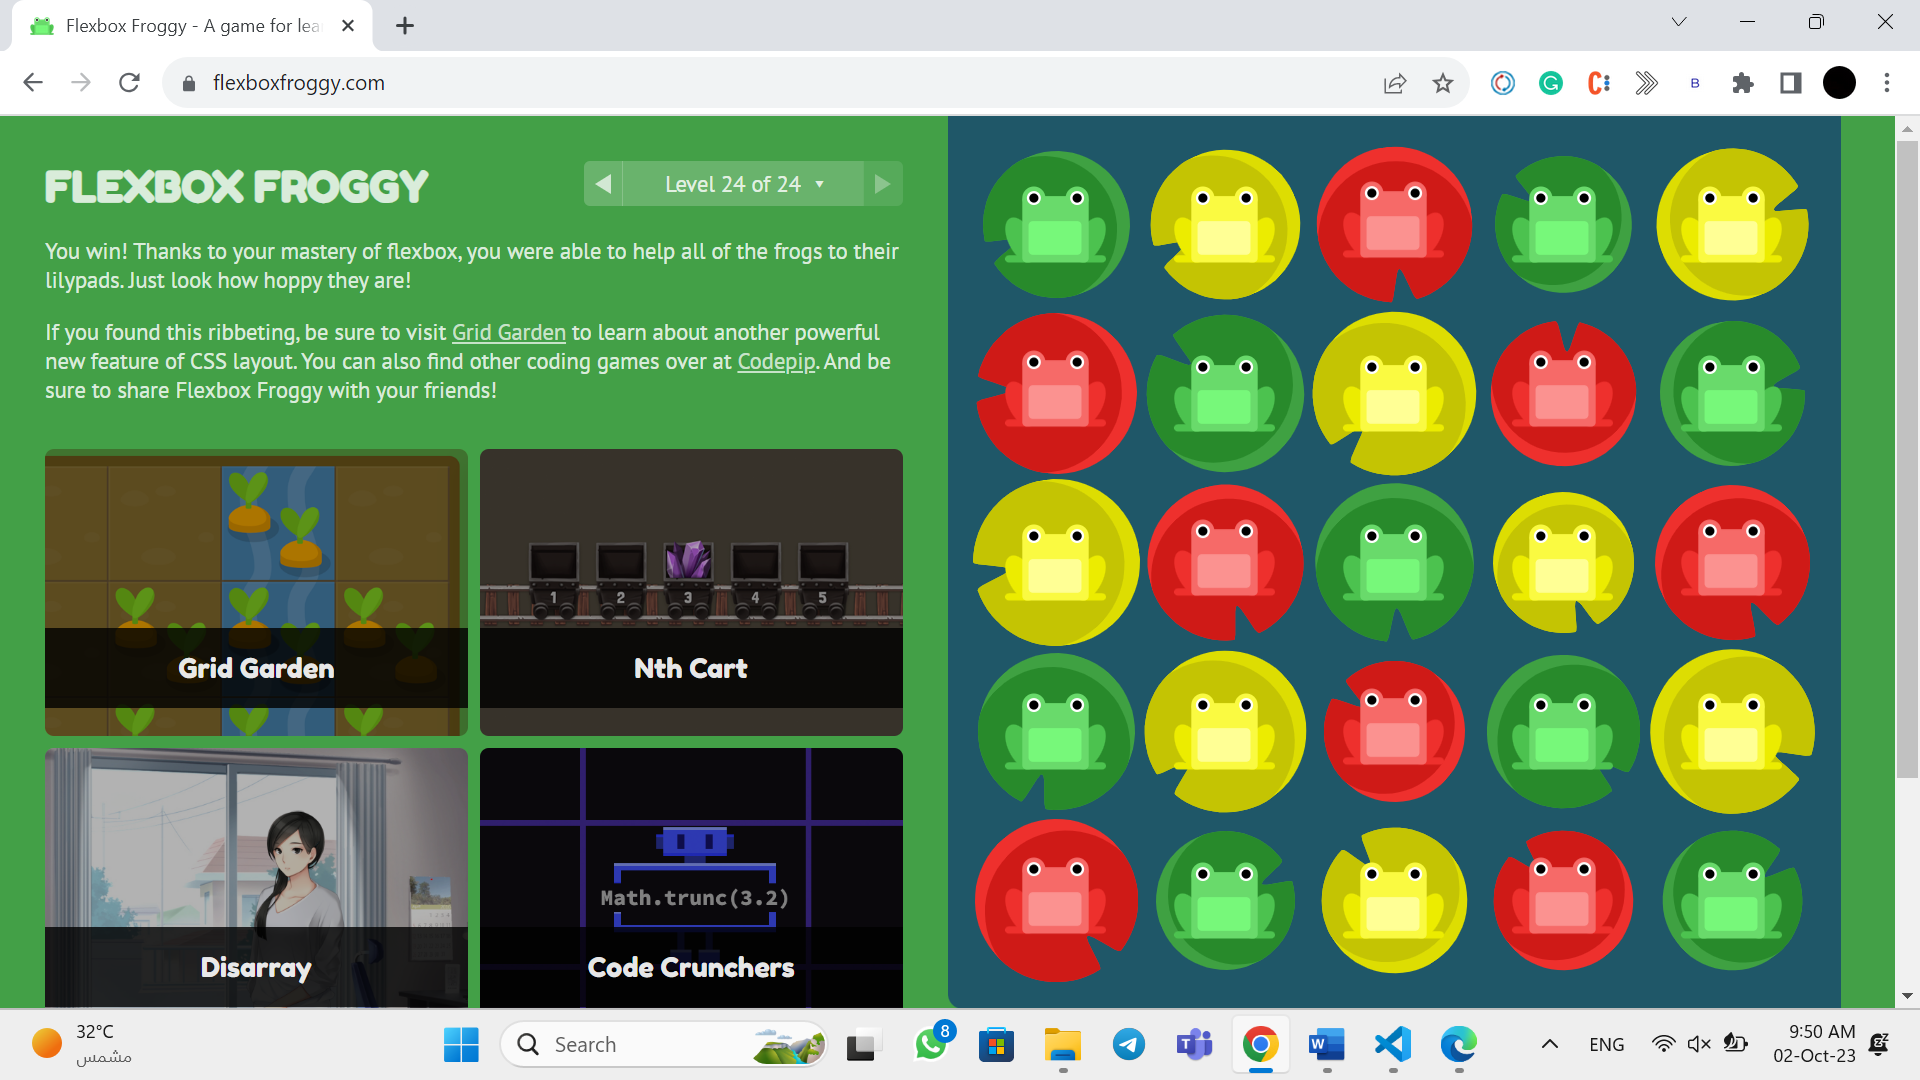 Flexbox Froggy - A game for lea
flexboxfroggy.com
B
FLEXBOX FROGGY
Level 24 of 24
You win! Thanks to your mastery of flexbox, you were able to help all of the frogs to their
lilypads. Just look how hoppy they are!
If you found this ribbeting, be sure to visit Grid Garden to learn about another powerful
new feature of CSS layout. You can also find other coding games over at Codepip. And be
sure to share Flexbox Froggy with your friends!
1 2 3 4 5
Grid Garden
Nth Cart
Math.trunc(3.2)
Disarray
Code Crunchers
32°C
مشمس
Search
8
ENG
9:50 AM
02-Oct-23